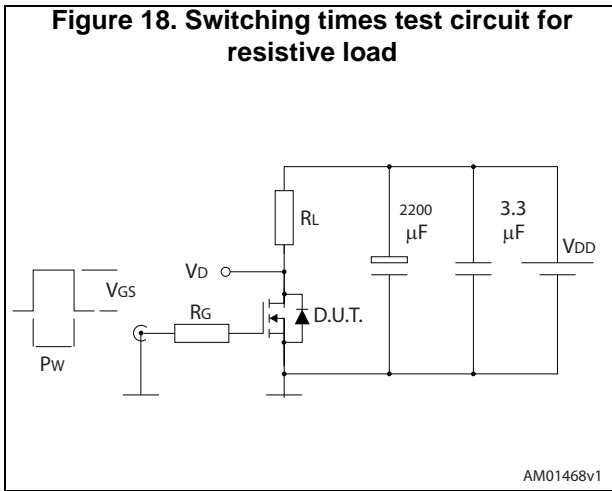 Figure 18. Switching times test circuit for
resistive load
RL
2200
μF
3.3
μF
VDD
VD
VGS
RG
D.U.T.
PW
AM01468v1